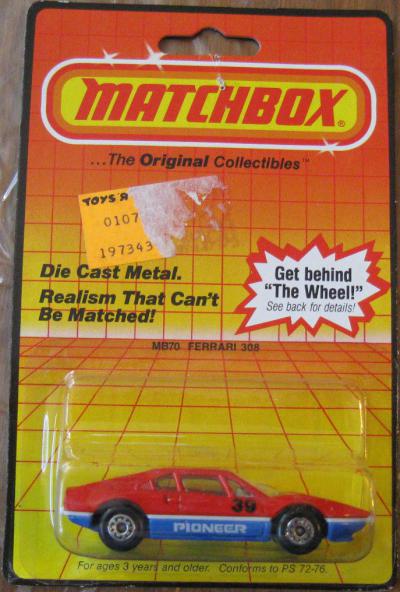 MATCHBOX®
...The Original Collectibles™
TOYS "R
0107
197343
Die Cast Metal.
Realism That Can't
Be Matched!
Get behind
"The Wheel!"
See back for details!
MB70 FERRARI 308
39
PIONEER
For ages 3 years and older. Conforms to PS 72-76.